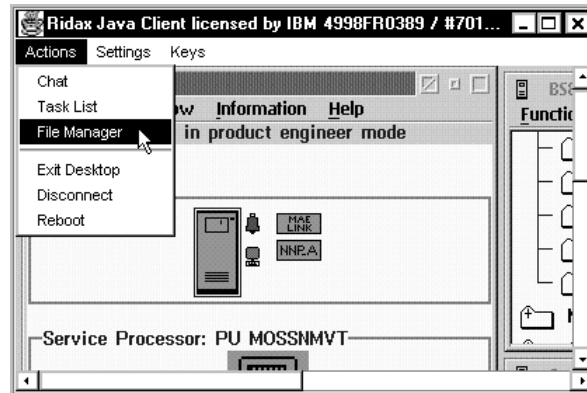 Ridax Java Client licensed by IBM 4998FR0389 / #701...
Actions Settings Keys
Chat
Task List
File Manager
Exit Desktop
Disconnect
Reboot
Information Help
in product engineer mode
MAE
LINK
NNP.A
Functio
Service Processor: PU MOSSNMVT